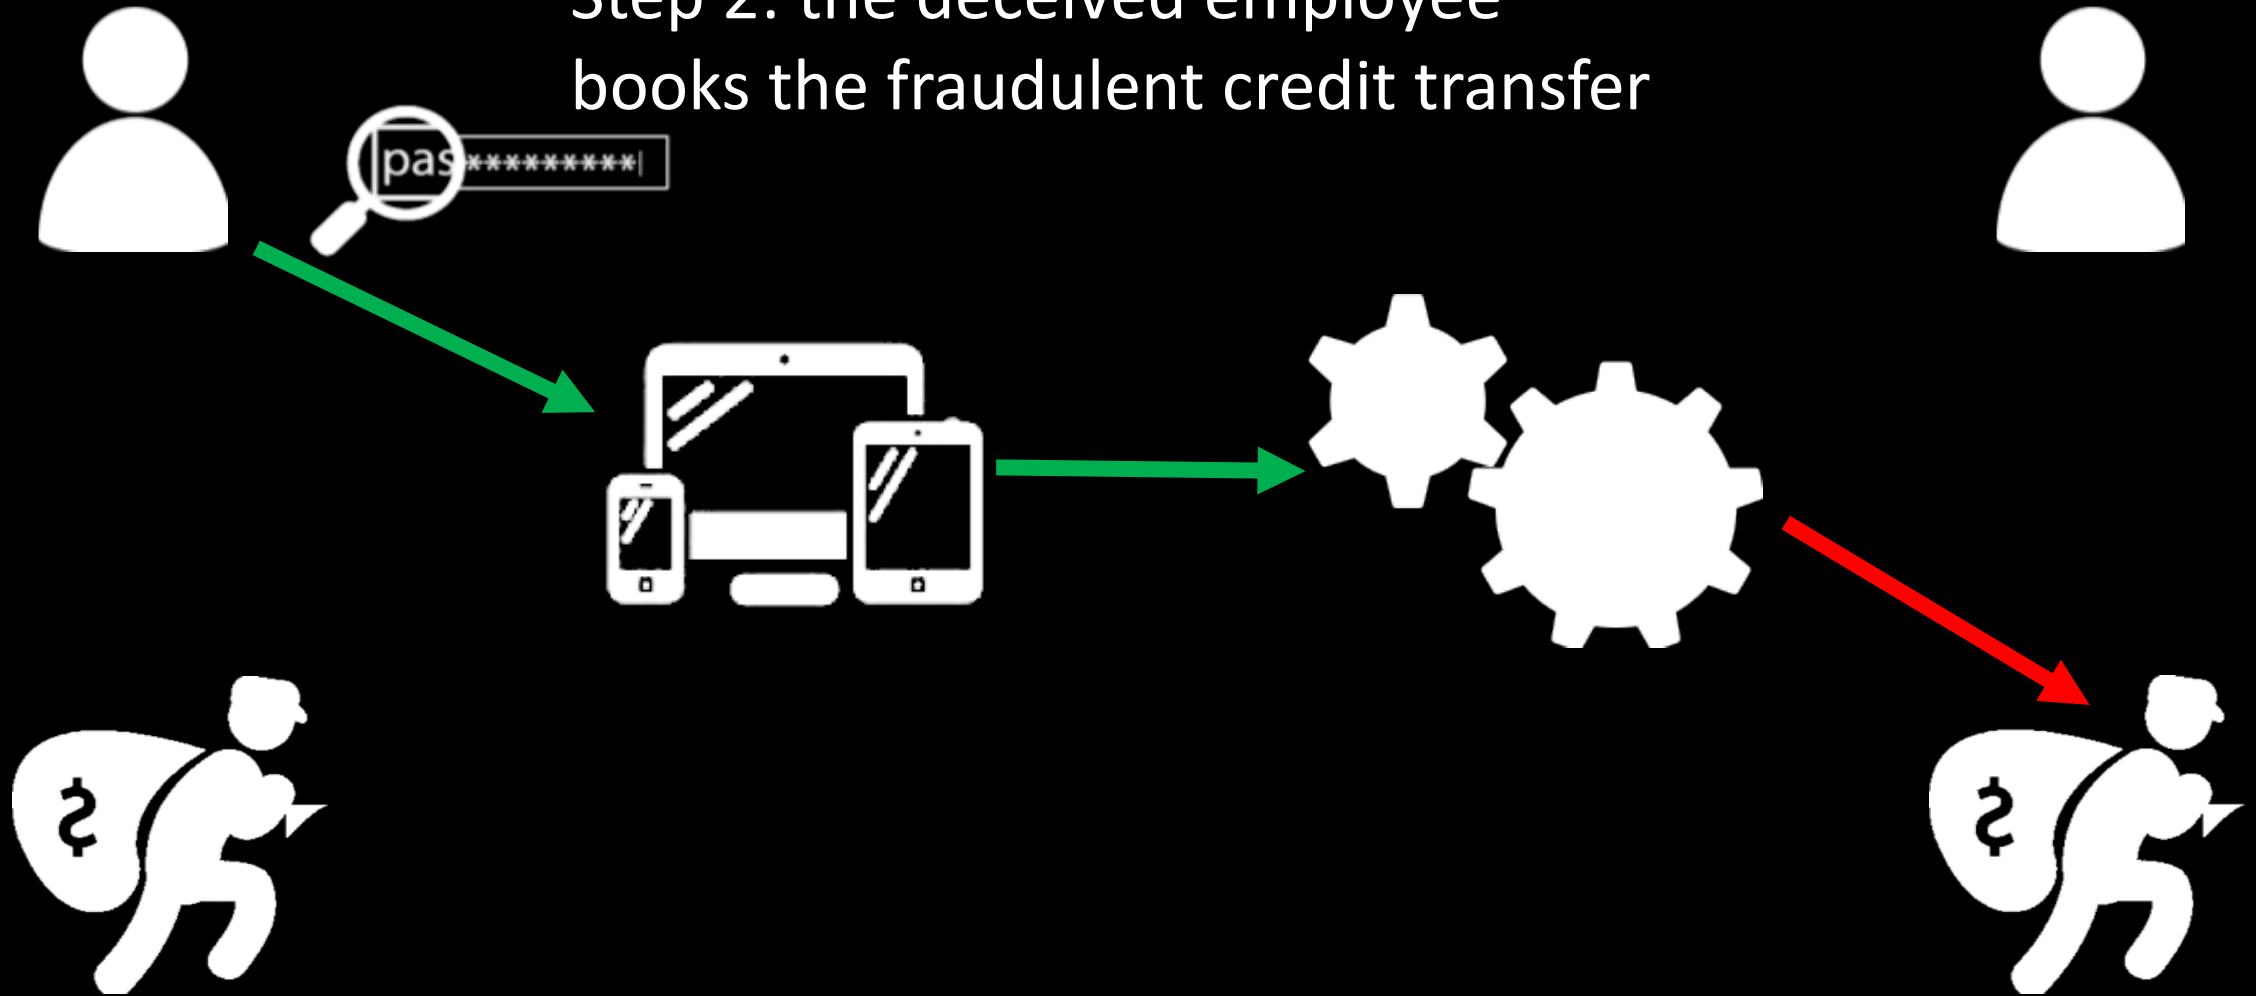 Step 2: the deceived employee
books the fraudulent credit transfer
pas*********|
$
$